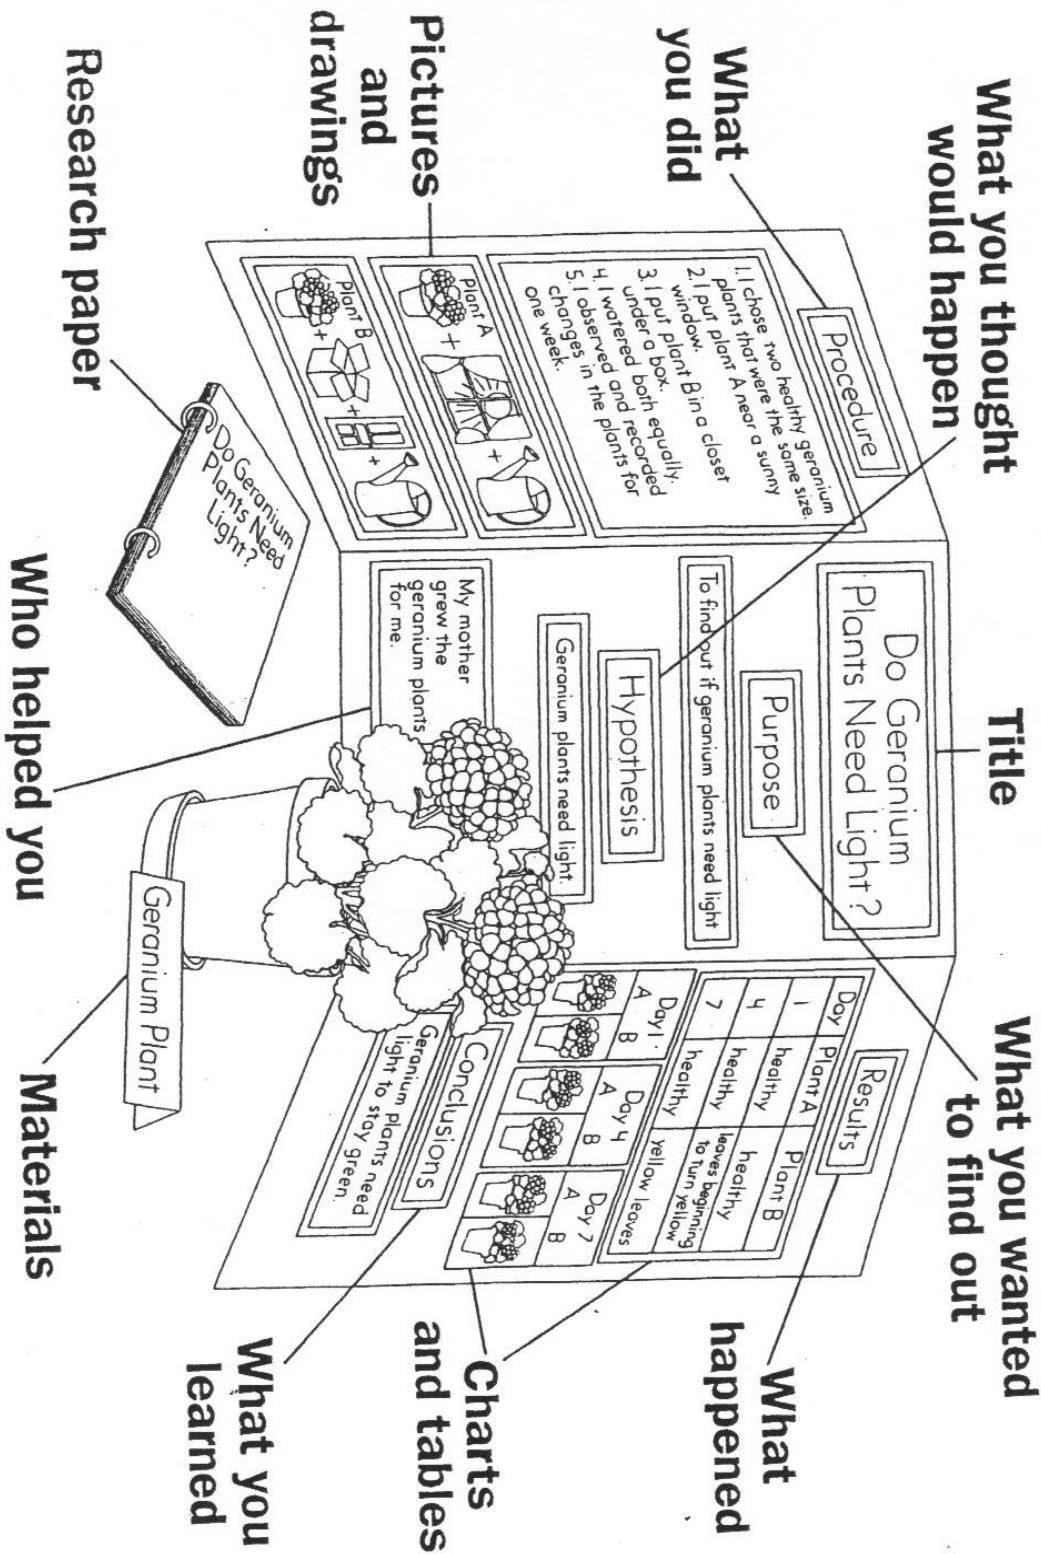 Title
What you thought
would happen
What you wanted
to find out
What
you did
What
happened
Pictures
and
drawings
Charts
and tables
Research paper
Who helped you
Materials
What you
learned
Procedure
1. I chose two healthy geranium
plants that were the same size.
2. I put plant A near a sunny
window.
3. I put plant B in a closet
under a box.
4. I watered both equally.
5. I observed and recorded
changes in the plants for
one week.
Plant A
+ +
Plant B
+ + +
Do Geranium
Plants Need Light?
Purpose
To find out if geranium plants need light
Hypothesis
Geranium plants need light.
My mother
grew the
geranium plants
for me.
Results
Day Plant A Plant B
1 healthy healthy
4 healthy leaves beginning
to turn yellow
7 healthy yellow leaves
Day 1 Day 4 Day 7
A B A B A B
Conclusions
Geranium plants need
light to stay green.
Do Geranium
Plants Need
Light?
Geranium Plant